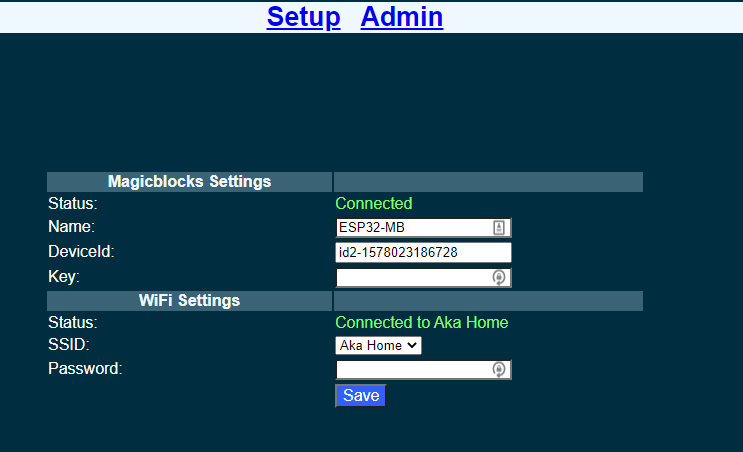 Setup Admin
Magicblocks Settings
Status: Connected
Name: ESP32-MB
DeviceId: id2-1578023186728
Key:
WiFi Settings
Status: Connected to Aka Home
SSID: Aka Home
Password:
Save